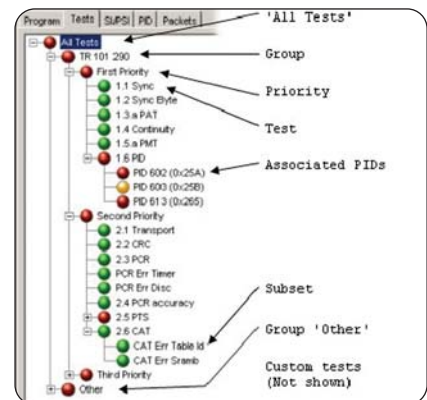 Program Tests SI/PSI PID Packets
'All Tests'
All Tests
TR 101 290
Group
First Priority
Priority
1.1 Sync
1.2 Sync Byte
1.3.a PAT
Test
1.4 Continuity
1.5.a PMT
1.6 PID
Associated PIDs
PID 602 (0x25A)
PID 603 (0x25B)
PID 613 (0x265)
Second Priority
2.1 Transport
2.2 CRC
2.3 PCR
PCR Err Timer
PCR Err Disc
2.4 PCR accuracy
Subset
2.5 PTS
2.6 CAT
CAT Err Table Id
Group 'Other'
CAT Err Sramb
Third Priority
Other
Custom tests
(Not shown)